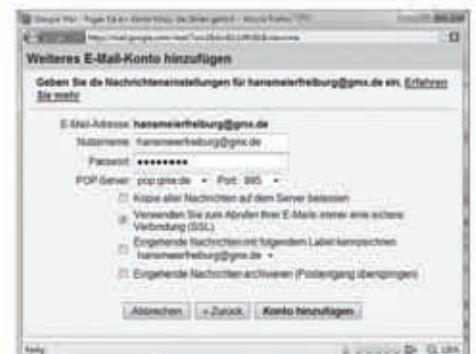 Weiteres E-Mail-Konto hinzufügen
Geben Sie die Nachrichteneinstellungen für hansmeierfreiburg@gmx.de ein. Erfahren
Sie mehr
E-Mail-Adresse: hansmeierfreiburg@gmx.de
Nutzername: hansmeierfreiburg@gmx.de
Passwort:
POP-Server: pop.gmx.de Port: 995
Kopie aller Nachrichten auf dem Server belassen
Verwenden Sie zum Abrufen Ihrer E-Mails immer eine sichere
Verbindung (SSL).
Eingehende Nachrichten mit folgendem Label kennzeichnen:
hansmeierfreiburg@gmx.de
Eingehende Nachrichten archivieren (Posteingang überspringen)
Abbrechen « Zurück Konto hinzufügen
Fertig